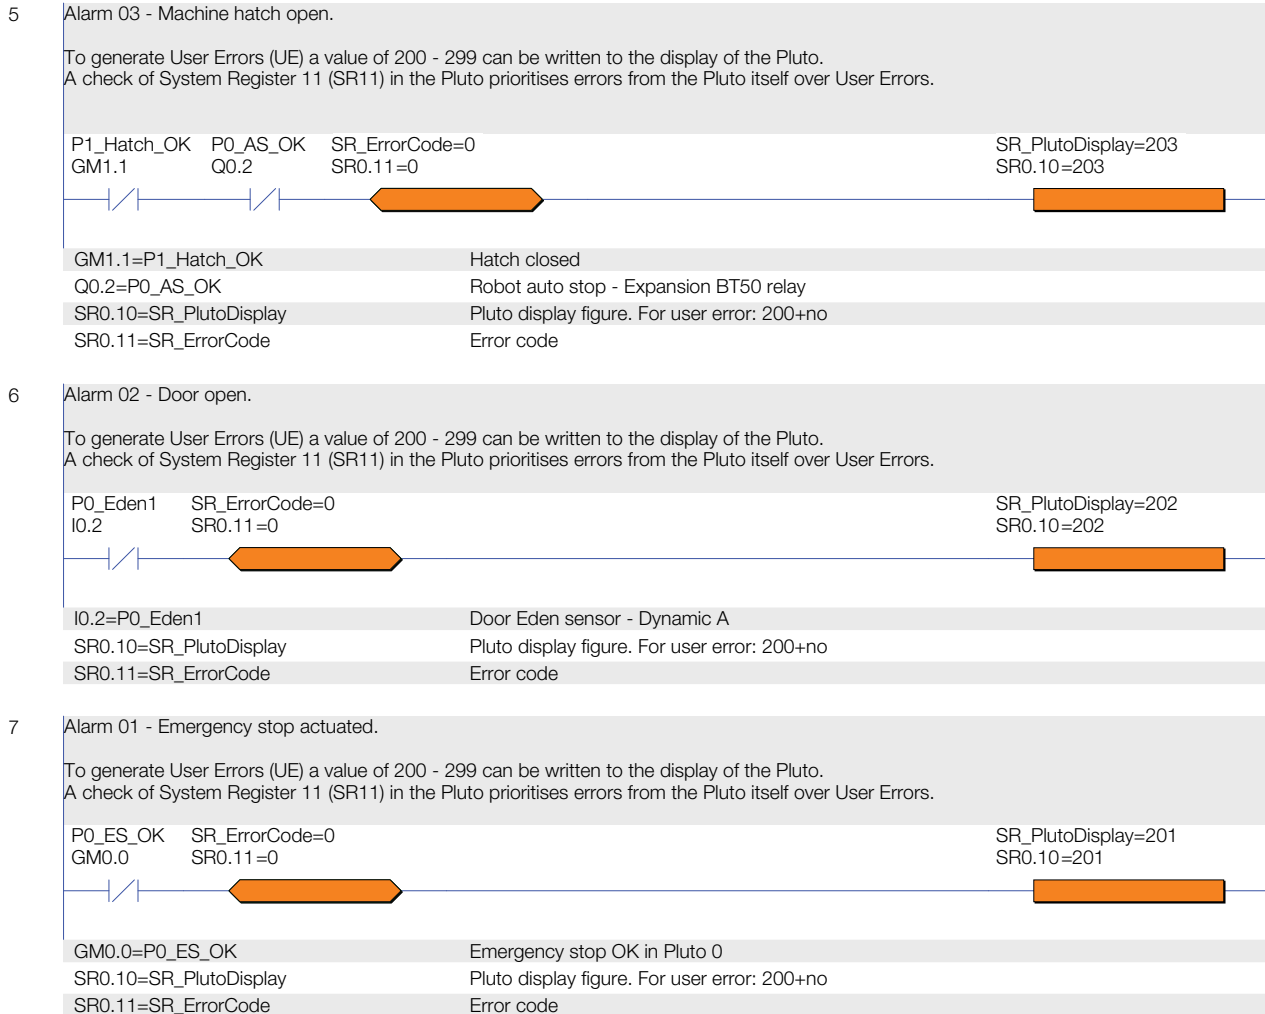 5 Alarm 03 - Machine hatch open.
To generate User Errors (UE) a value of 200 - 299 can be written to the display of the Pluto.
A check of System Register 11 (SR11) in the Pluto prioritises errors from the Pluto itself over User Errors.
P1_Hatch_OK P0_AS_OK SR_ErrorCode=0 SR_PlutoDisplay=203
GM1.1 Q0.2 SR0.11=0 SR0.10=203
GM1.1=P1_Hatch_OK Hatch closed
Q0.2=P0_AS_OK Robot auto stop - Expansion BT50 relay
SR0.10=SR_PlutoDisplay Pluto display figure. For user error: 200+no
SR0.11=SR_ErrorCode Error code
6 Alarm 02 - Door open.
To generate User Errors (UE) a value of 200 - 299 can be written to the display of the Pluto.
A check of System Register 11 (SR11) in the Pluto prioritises errors from the Pluto itself over User Errors.
P0_Eden1 SR_ErrorCode=0 SR_PlutoDisplay=202
I0.2 SR0.11=0 SR0.10=202
I0.2=P0_Eden1 Door Eden sensor - Dynamic A
SR0.10=SR_PlutoDisplay Pluto display figure. For user error: 200+no
SR0.11=SR_ErrorCode Error code
7 Alarm 01 - Emergency stop actuated.
To generate User Errors (UE) a value of 200 - 299 can be written to the display of the Pluto.
A check of System Register 11 (SR11) in the Pluto prioritises errors from the Pluto itself over User Errors.
P0_ES_OK SR_ErrorCode=0 SR_PlutoDisplay=201
GM0.0 SR0.11=0 SR0.10=201
GM0.0=P0_ES_OK Emergency stop OK in Pluto 0
SR0.10=SR_PlutoDisplay Pluto display figure. For user error: 200+no
SR0.11=SR_ErrorCode Error code